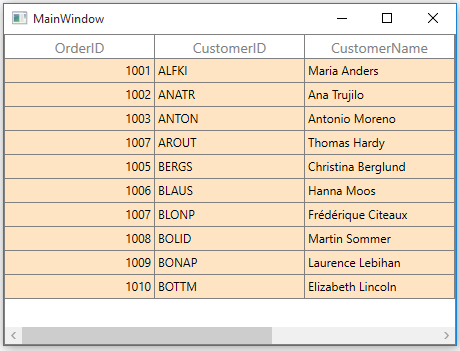 MainWindow
OrderID CustomerID CustomerName
1001 ALFKI Maria Anders
1002 ANATR Ana Trujilo
1003 ANTON Antonio Moreno
1007 AROUT Thomas Hardy
1005 BERGS Christina Berglund
1006 BLAUS Hanna Moos
1007 BLONP Frédérique Citeaux
1008 BOLID Martin Sommer
1009 BONAP Laurence Lebihan
1010 BOTTM Elizabeth Lincoln